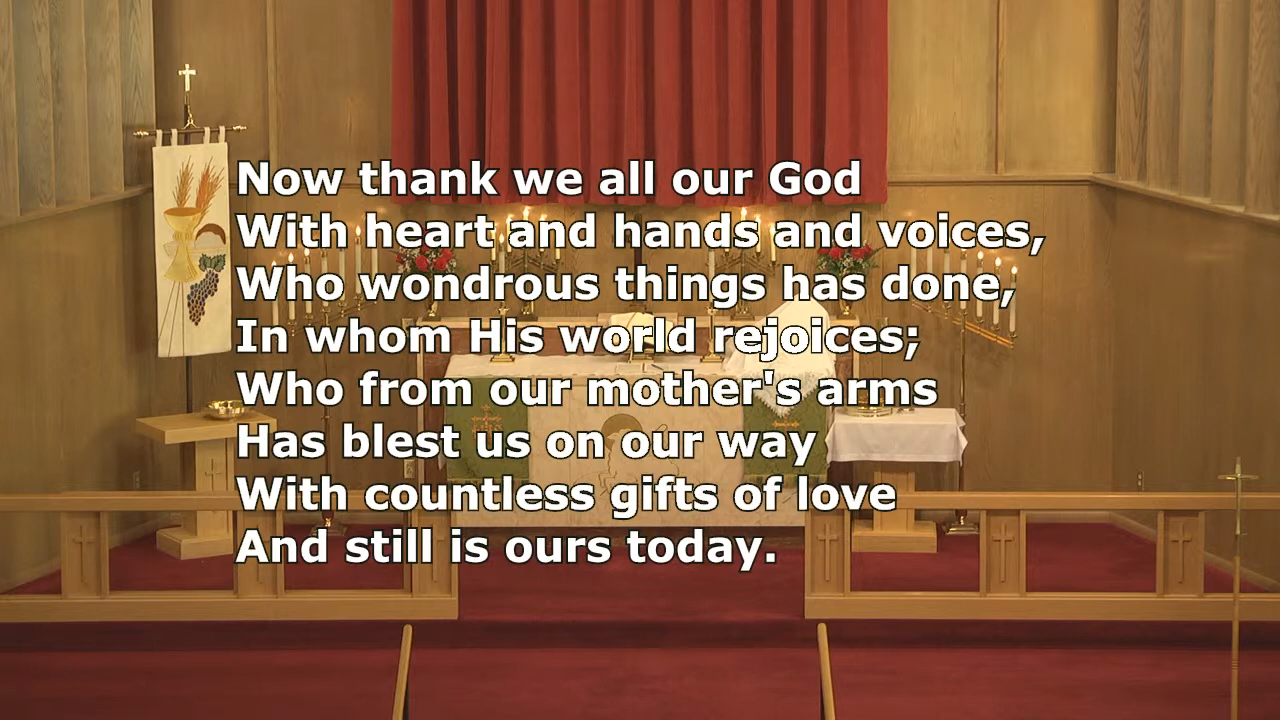 Now thank we all our God
With heart and hands and voices,
Who wondrous things has done,
In whom His world rejoices;
Who from our mother's arms
Has blest us on our way
With countless gifts of love
And still is ours today.